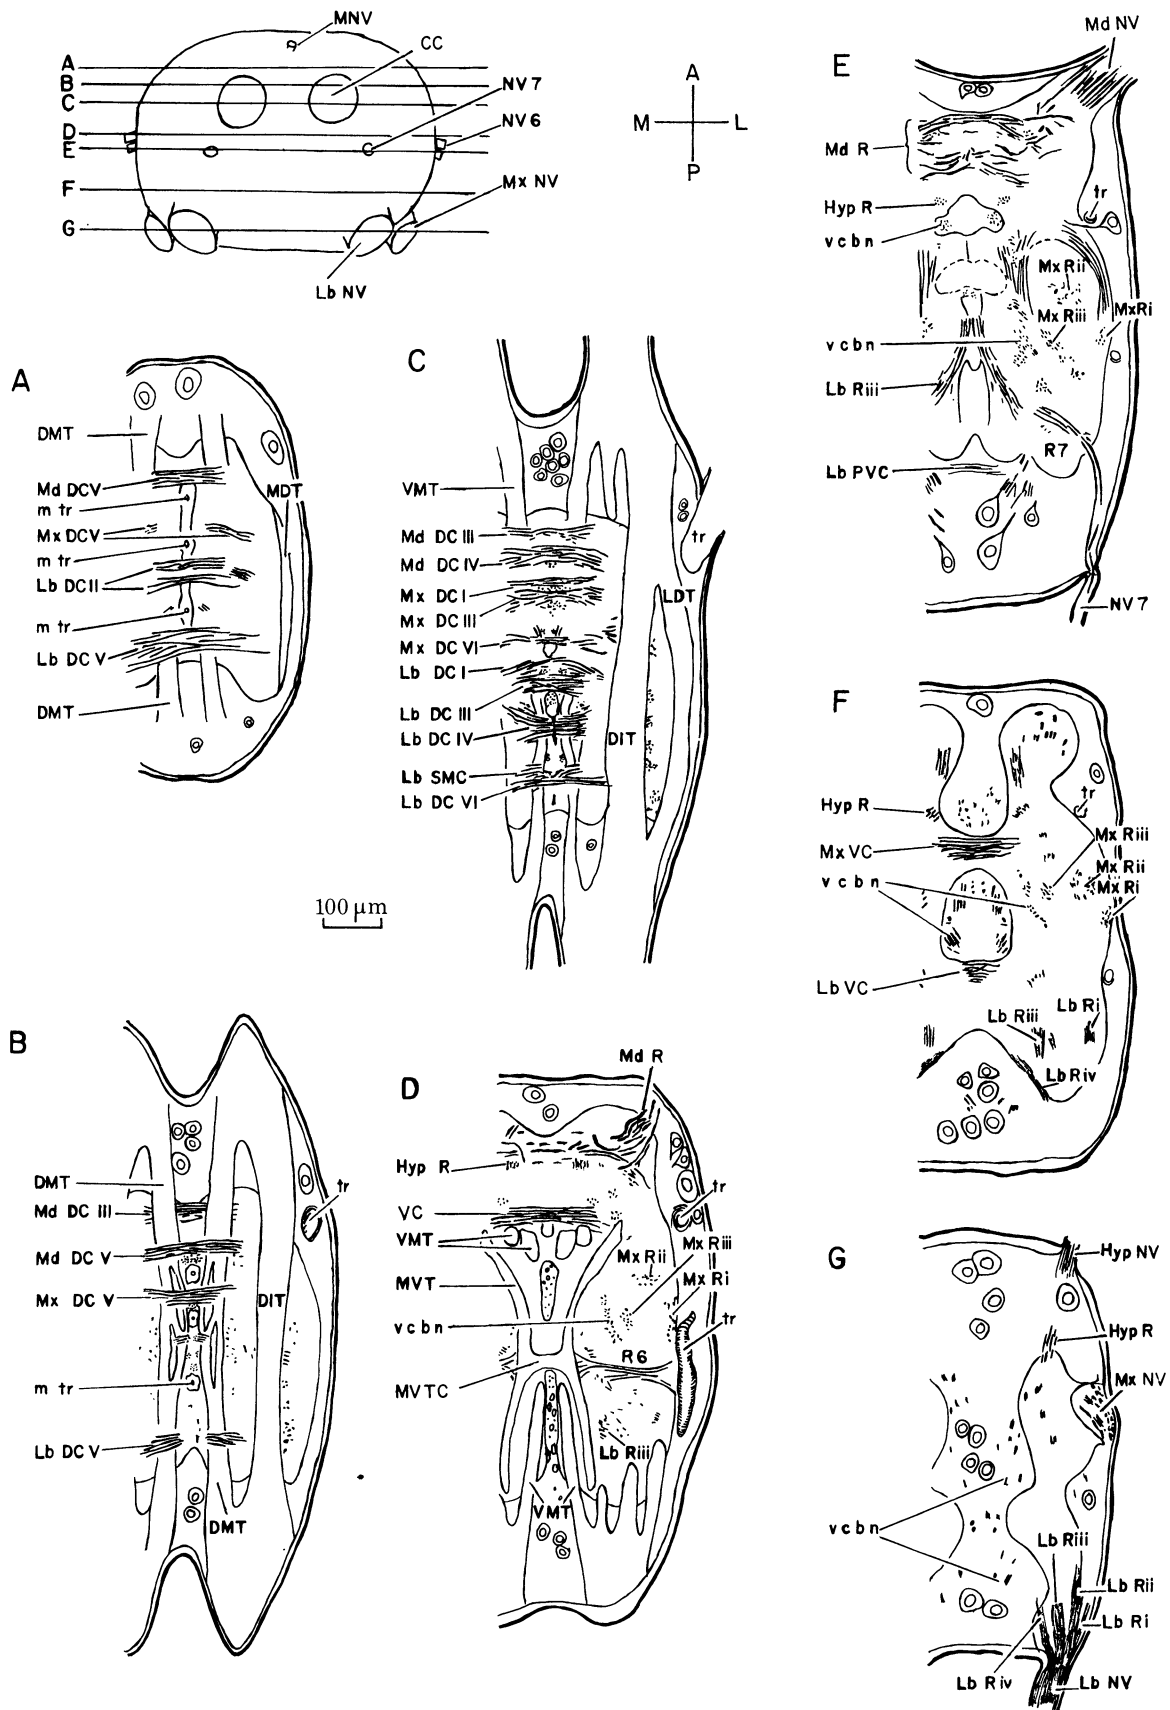 MNV
CC
A
B
C
NV 7
D
E
NV 6
F
Mx NV
G
Lb NV
A
M
L
P
A
DMT
Md DCV
m tr
MDT
Mx DCV
m tr
Lb DC II
m tr
Lb DC V
DMT
C
VMT
tr
Md DC III
Md DC IV
Mx DC I
LDT
Mx DC III
Mx DC VI
Lb DC I
Lb DC III
Lb DC IV
DIT
Lb SMC
Lb DC VI
100 µm
B
DMT
tr
Md DC III
Md DC V
Mx DC V
DIT
m tr
Lb DC V
DMT
D
Md R
Hyp R
tr
VC
VMT
Mx Riii
Mx Rii
MVT
Mx Ri
tr
vcbn
R6
MVTC
Lb Riii
VMT
E
Md NV
Md R
tr
Hyp R
vcbn
Mx Rii
Mx Riii
MxRi
vcbn
Lb Riii
R7
Lb PVC
NV 7
F
tr
Hyp R
Mx Riii
Mx VC
Mx Rii
vcbn
Mx Ri
Lb VC
Lb Ri
Lb Riii
Lb Riv
G
Hyp NV
Hyp R
Mx NV
vcbn
Lb Riii
Lb Rii
Lb Ri
Lb Riv
Lb NV